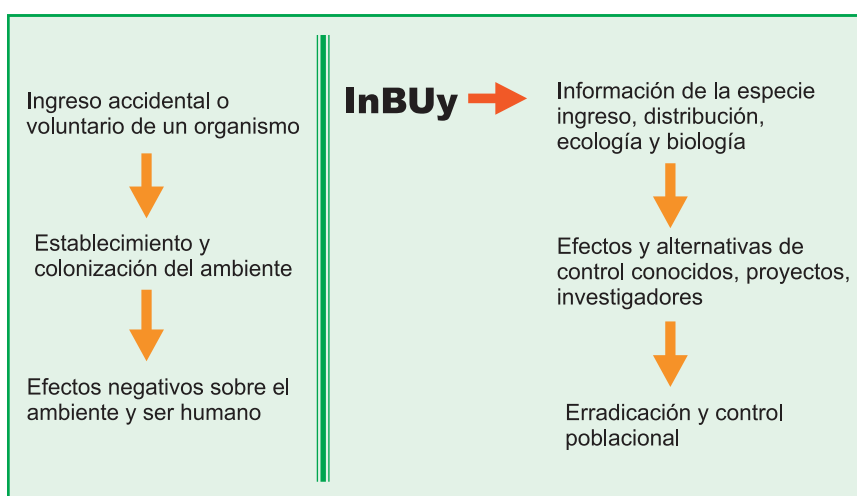 Ingreso accidental o
voluntario de un organismo
Establecimiento y
colonización del ambiente
Efectos negativos sobre el
ambiente y ser humano
InBUy
Información de la especie
ingreso, distribución,
ecología y biología
Efectos y alternativas de
control conocidos, proyectos,
investigadores
Erradicación y control
poblacional